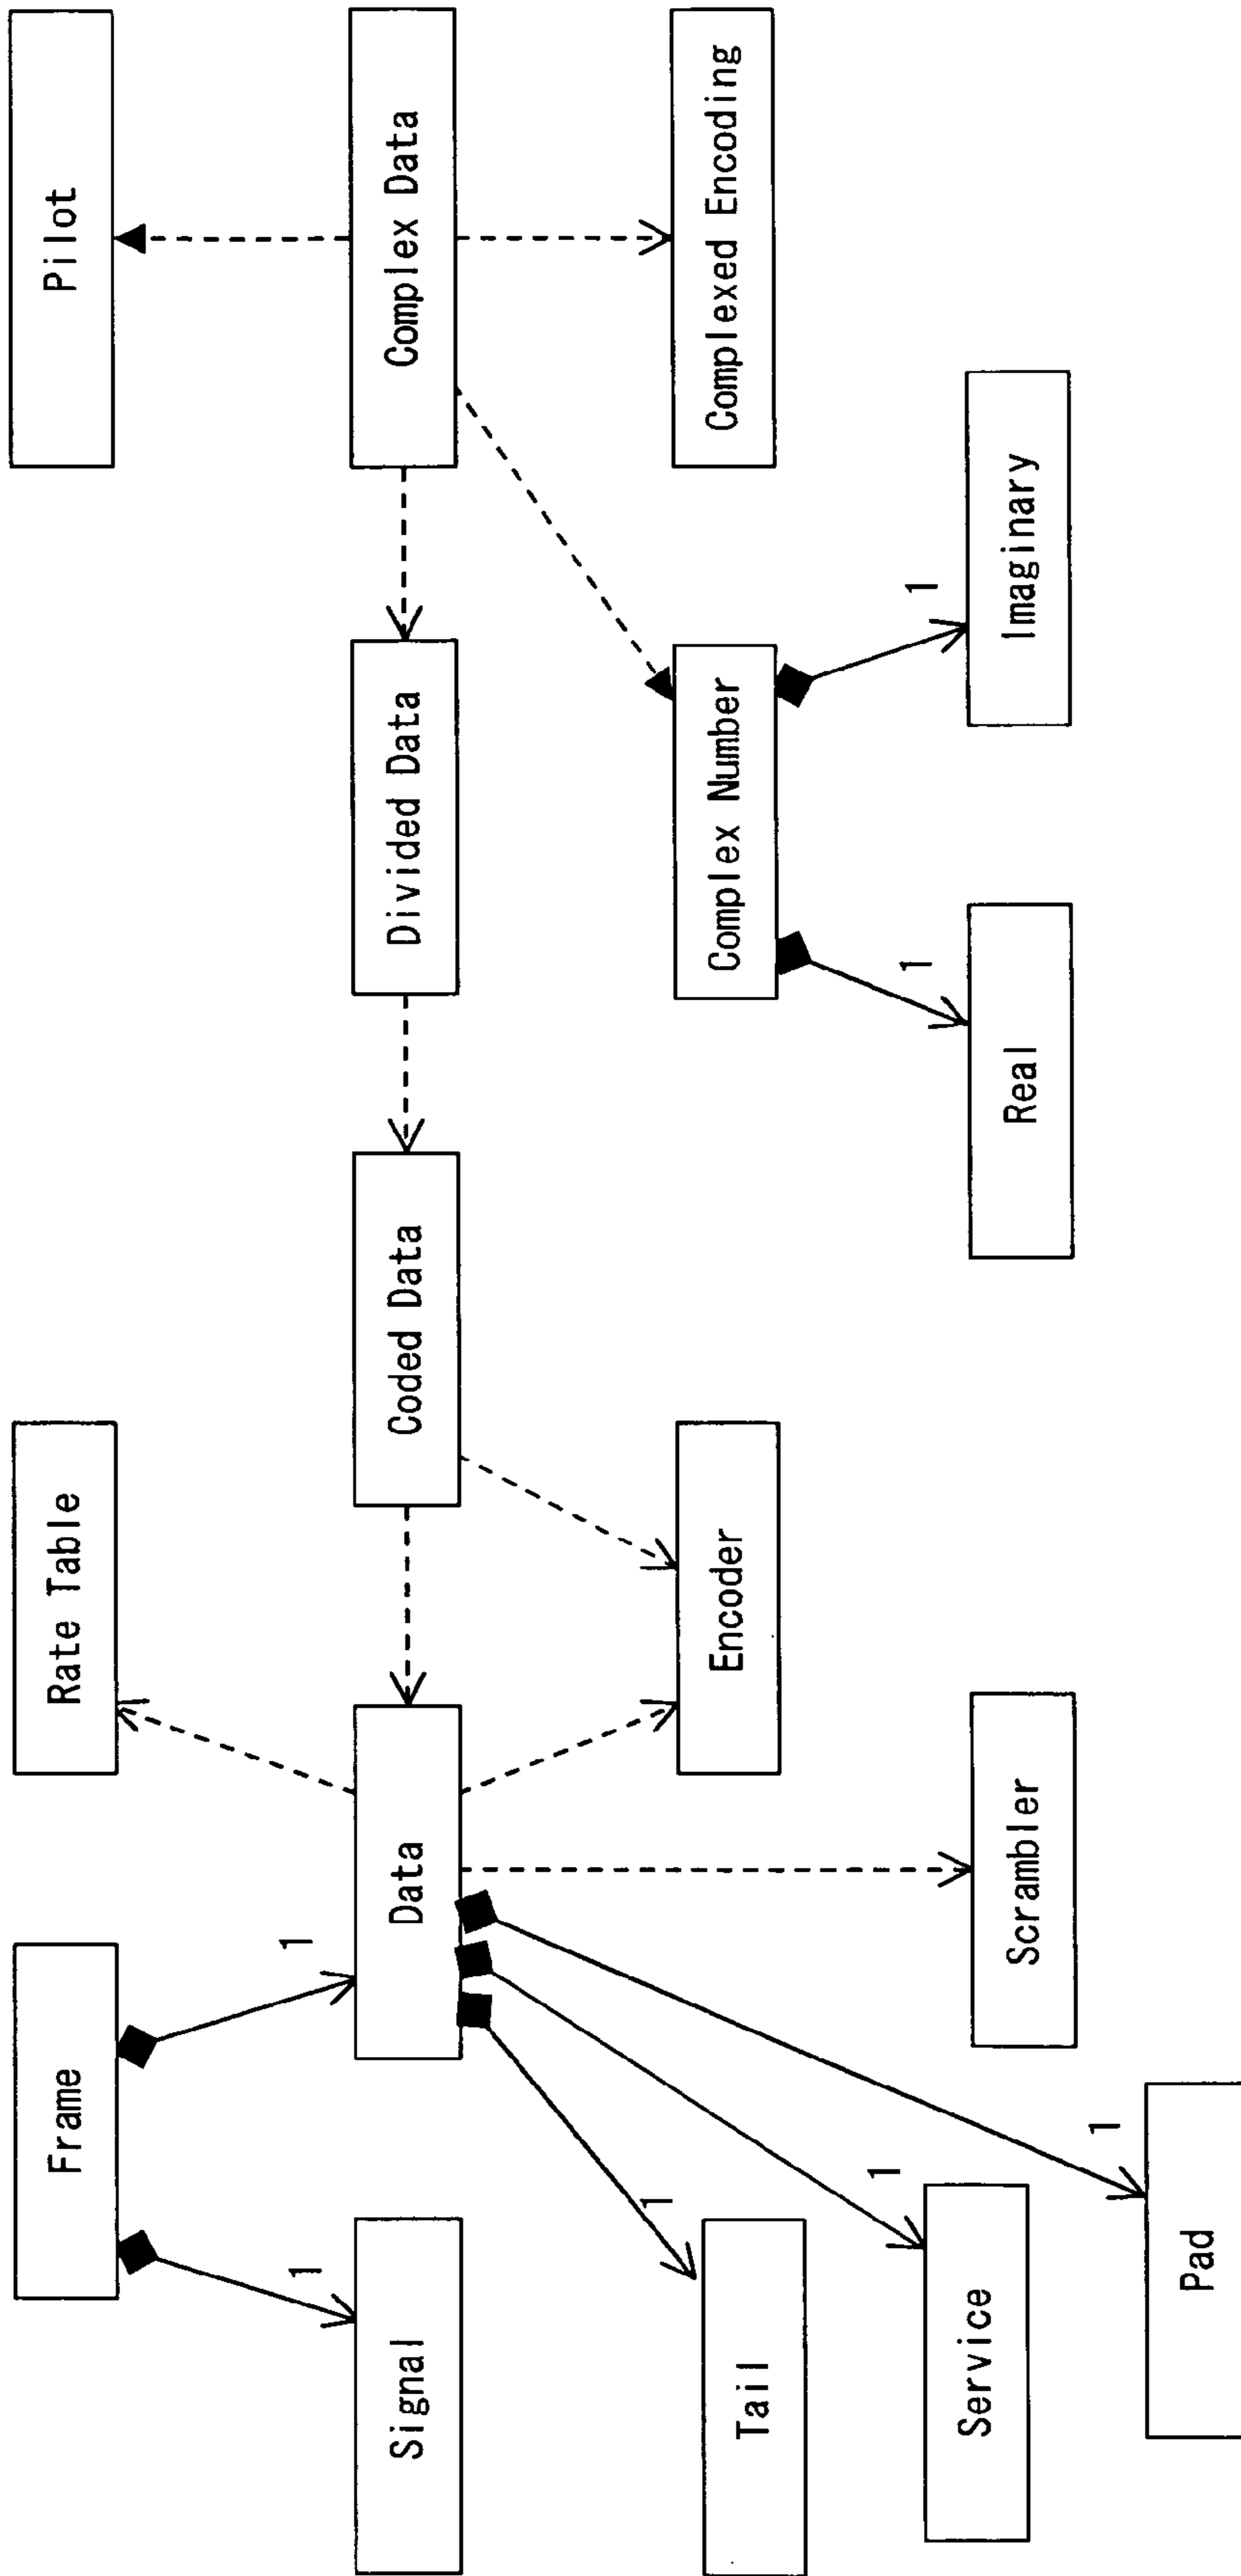 Frame
Rate Table
Pilot
1
1
Signal
Data
Coded Data
Divided Data
Complex Data
1
Tail
Encoder
Complex Number
Complexed Encoding
1
1
1
Service
Scrambler
Real
Imaginary
1
Pad